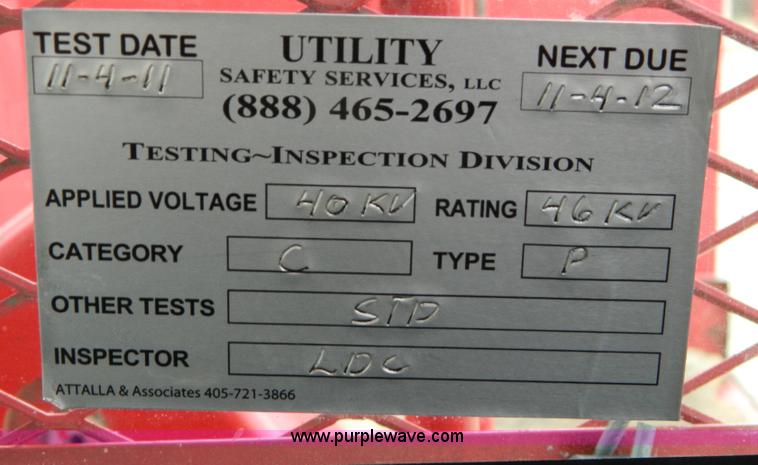 TEST DATE UTILITY NEXT DUE
11-4-11 SAFETY SERVICES, LLC 11-4-12
(888) 465-2697
TESTING~INSPECTION DIVISION
APPLIED VOLTAGE 40 KV RATING 46 KV
CATEGORY C TYPE P
OTHER TESTS STD
INSPECTOR LDC
ATTALLA & Associates 405-721-3866
www.purplewave.com